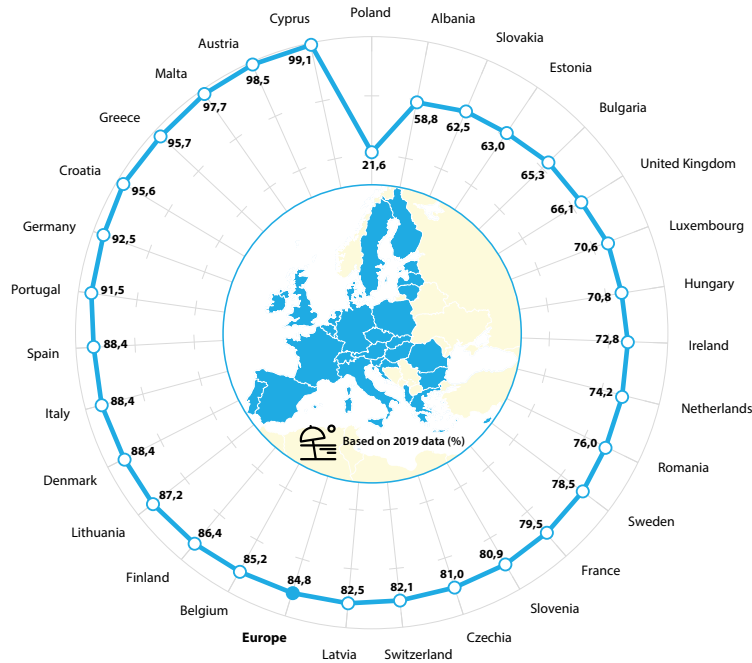 Poland
21,6
Albania
58,8
Slovakia
62,5
Estonia
63,0
Bulgaria
65,3
United Kingdom
66,1
Luxembourg
70,6
Hungary
70,8
Ireland
72,8
Netherlands
74,2
Romania
76,0
Sweden
78,5
France
79,5
Slovenia
80,9
Czechia
81,0
Switzerland
82,1
Latvia
82,5
Europe
84,8
Belgium
85,2
Finland
86,4
Lithuania
87,2
Denmark
88,4
Italy
88,4
Spain
88,4
Portugal
91,5
Germany
92,5
Croatia
95,6
Greece
95,7
Malta
97,7
Austria
98,5
Cyprus
99,1
Based on 2019 data (%)